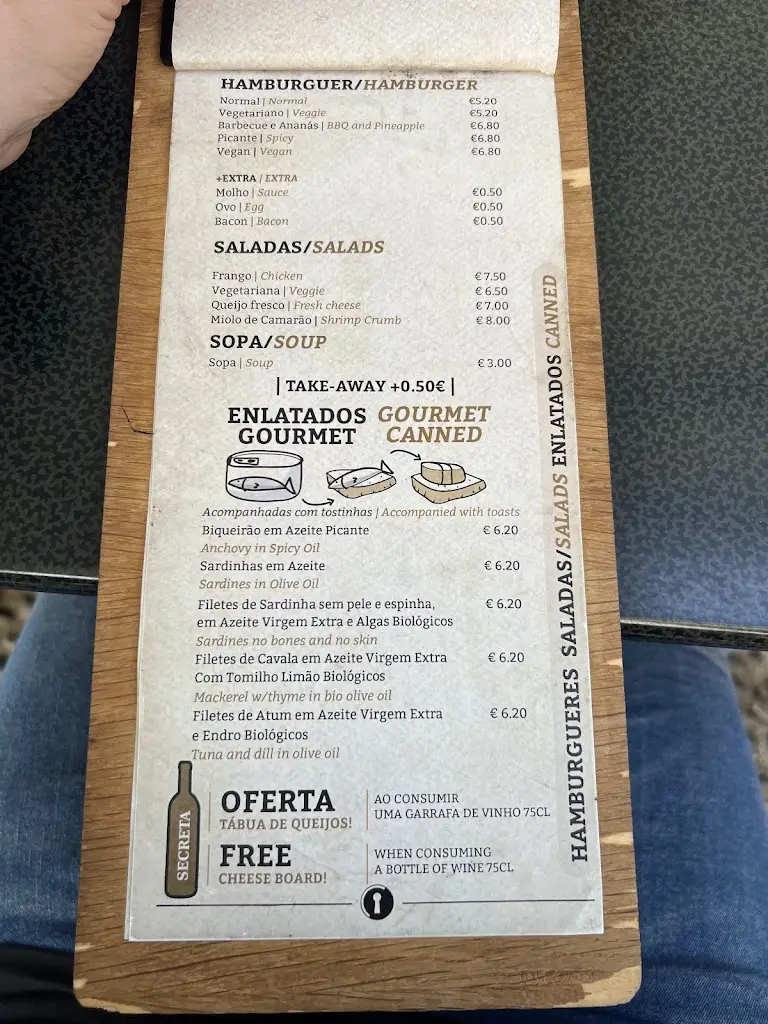 HAMBURGUER/HAMBURGER
Normal | Normal €5.20
Vegetariano | Veggie €5.20
Barbecue e Ananás | BBQ and Pineapple €6.80
Picante | Spicy €6.80
Vegan | Vegan €6.80
+EXTRA | EXTRA
Molho | Sauce €0.50
Ovo | Egg €0.50
Bacon | Bacon €0.50
SALADAS/SALADS
Frango | Chicken €7.50
Vegetariana | Veggie € 6.50
Queijo fresco | Fresh cheese €7.00
Miolo de Camarão | Shrimp Crumb € 8.00
SOPA/SOUP
Sopa | Soup € 3.00
| TAKE-AWAY +0.50€ |
ENLATADOS GOURMET
GOURMET CANNED
Acompanhadas com tostinhas | Accompanied with toasts
Biqueirão em Azeite Picante € 6.20
Anchovy in Spicy Oil
Sardinhas em Azeite € 6.20
Sardines in Olive Oil
Filetes de Sardinha sem pele e espinha, € 6.20
em Azeite Virgem Extra e Algas Biológicos
Sardines no bones and no skin
Filetes de Cavala em Azeite Virgem Extra € 6.20
Com Tomilho Limão Biológicos
Mackerel w/thyme in bio olive oil
Filetes de Atum em Azeite Virgem Extra € 6.20
e Endro Biológicos
Tuna and dill in olive oil
SECRETA
OFERTA
TÁBUA DE QUEIJOS!
AO CONSUMIR
UMA GARRAFA DE VINHO 75CL
FREE
CHEESE BOARD!
WHEN CONSUMING
A BOTTLE OF WINE 75CL
HAMBURGUERES SALADAS/SALADS ENLATADOS CANNED